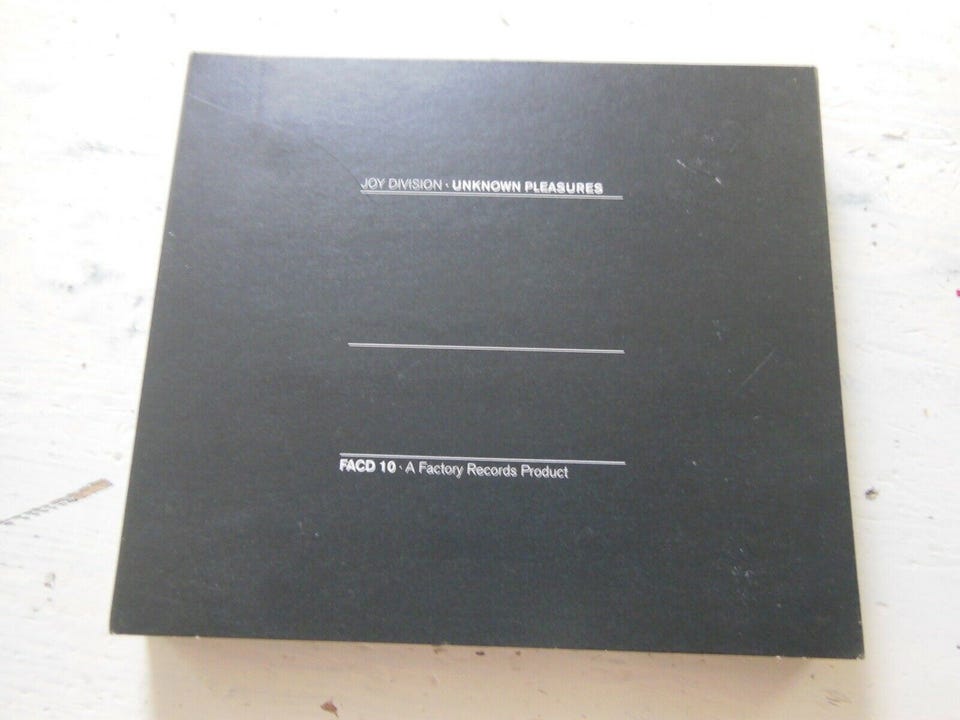 JOY DIVISION · UNKNOWN PLEASURES
FACD 10 · A Factory Records Product